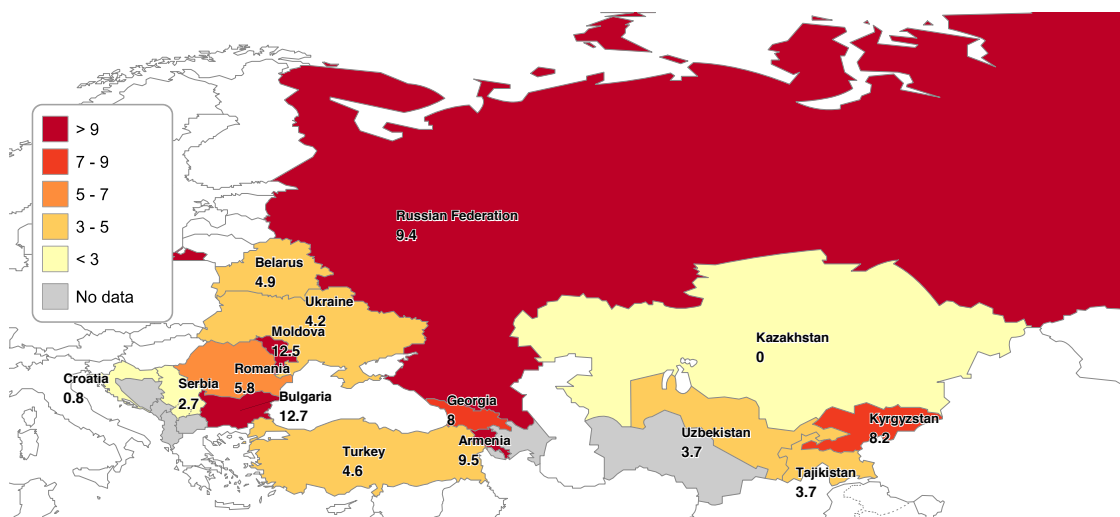 > 9
7 - 9
5 - 7
3 - 5
< 3
No data
Russian Federation
9.4
Belarus
4.9
Ukraine
4.2
Moldova
12.5
Romania
5.8
Croatia
0.8
Serbia
2.7
Bulgaria
12.7
Georgia
8
Armenia
9.5
Turkey
4.6
Kazakhstan
0
Kyrgyzstan
8.2
Uzbekistan
3.7
Tajikistan
3.7